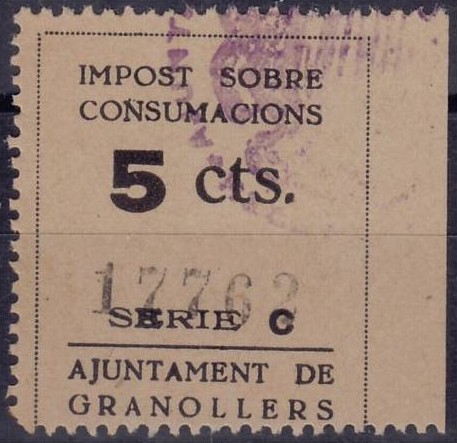 IMPOST SOBRE
CONSUMACIONS
5 cts.
17762
SERIE C
AJUNTAMENT DE
GRANOLLERS